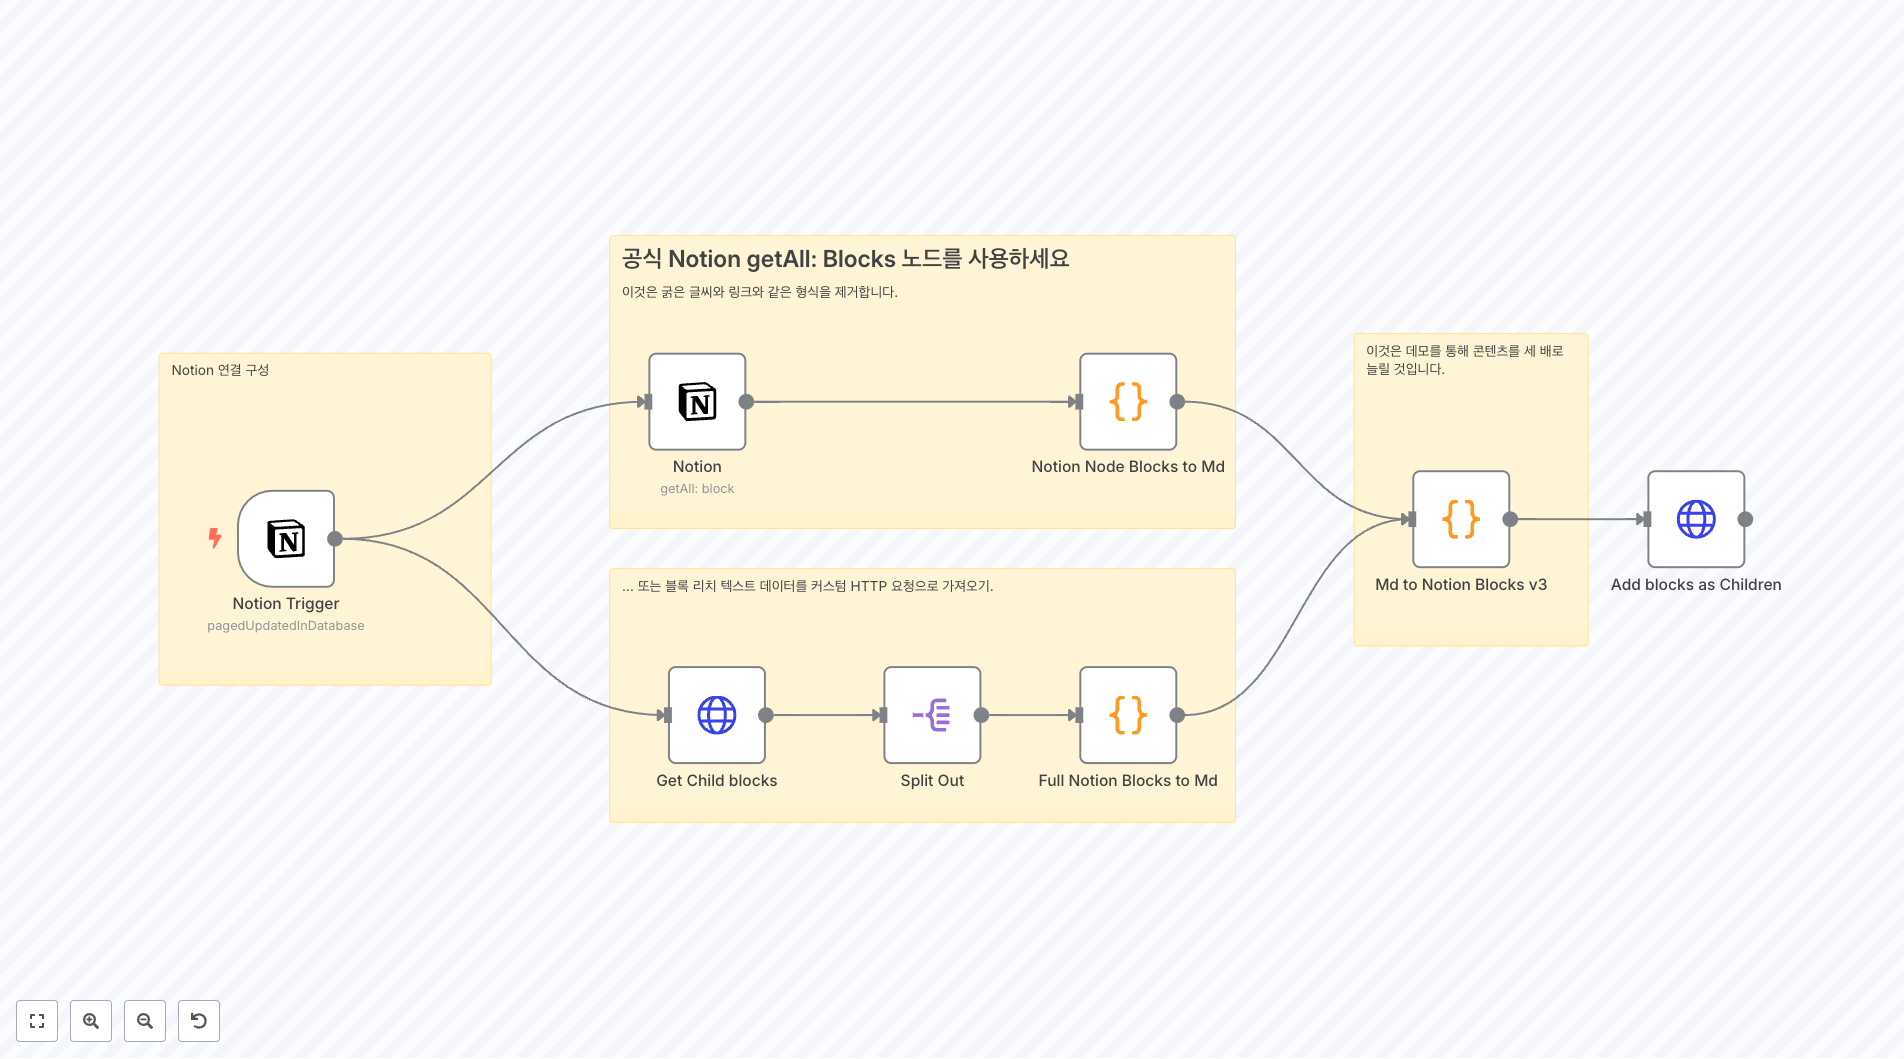 공식 Notion getAll: Blocks 노드를 사용하세요
이것은 굵은 글씨와 링크와 같은 형식을 제거합니다.
이것은 데모를 통해 콘텐츠를 세 배로
늘릴 것입니다.
Notion 연결 구성
Notion
getAll: block
Notion Node Blocks to Md
Notion Trigger
pagedUpdatedInDatabase
Md to Notion Blocks v3
Add blocks as Children
... 또는 블록 리치 텍스트 데이터를 커스텀 HTTP 요청으로 가져오기.
Get Child blocks
Split Out
Full Notion Blocks to Md